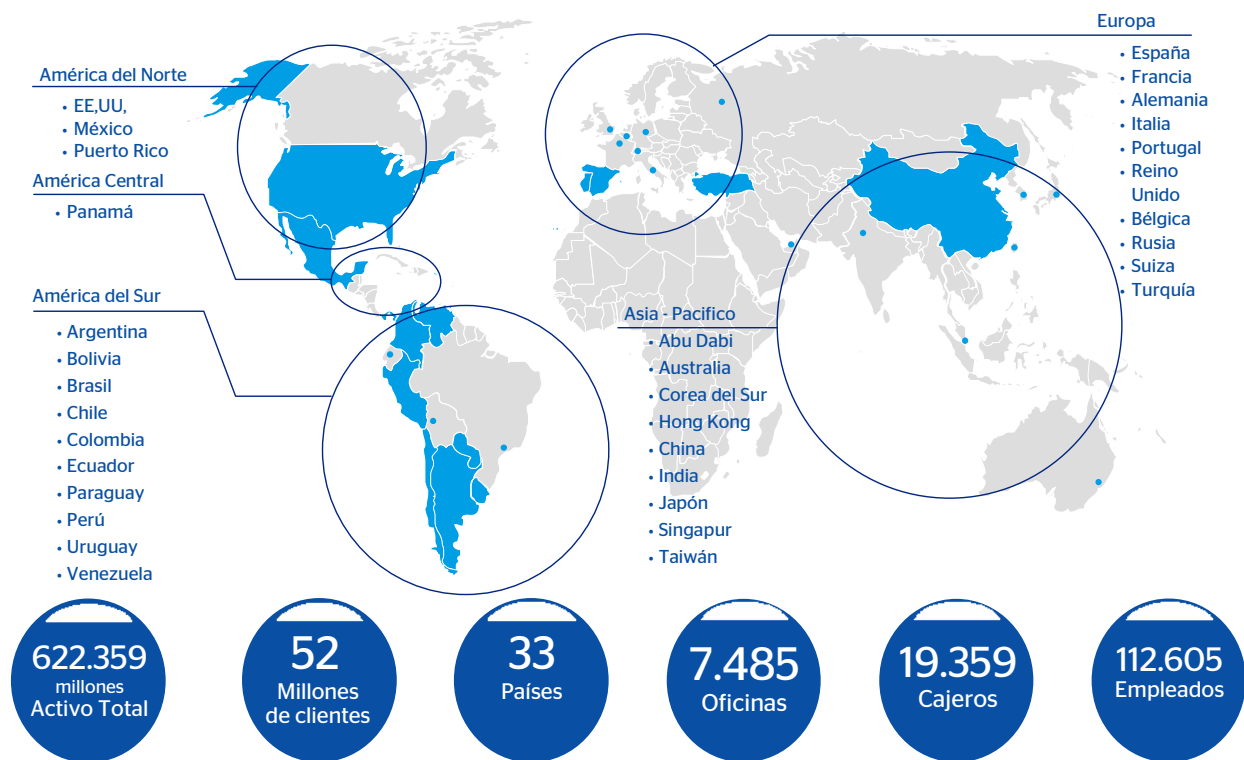 América del Norte
• EE,UU,
• México
• Puerto Rico
América Central
• Panamá
América del Sur
• Argentina
• Bolivia
• Brasil
• Chile
• Colombia
• Ecuador
• Paraguay
• Perú
• Uruguay
• Venezuela
Europa
• España
• Francia
• Alemania
• Italia
• Portugal
• Reino
Unido
• Bélgica
• Rusia
• Suiza
• Turquía
Asia - Pacifico
• Abu Dabi
• Australia
• Corea del Sur
• Hong Kong
• China
• India
• Japón
• Singapur
• Taiwán
622.359
millones
Activo Total
52
Millones
de clientes
33
Países
7.485
Oficinas
19.359
Cajeros
112.605
Empleados